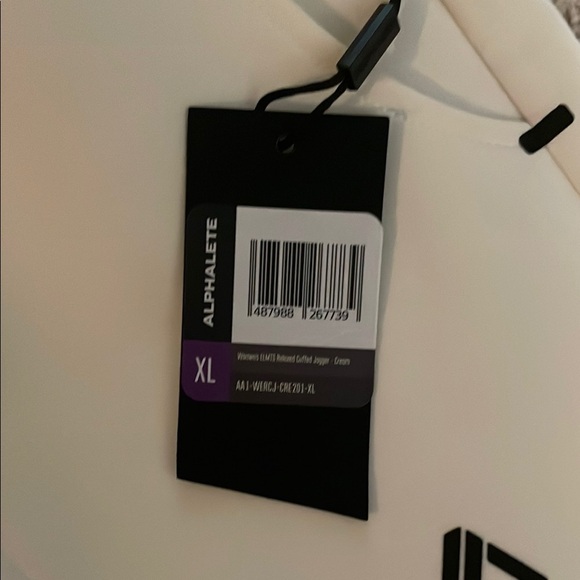 ALPHALETE
487988 267739
XL
Womens ELMTS Relaxed Cuffed Jogger - Cream
AA1-WERCJ-CRE201-XL